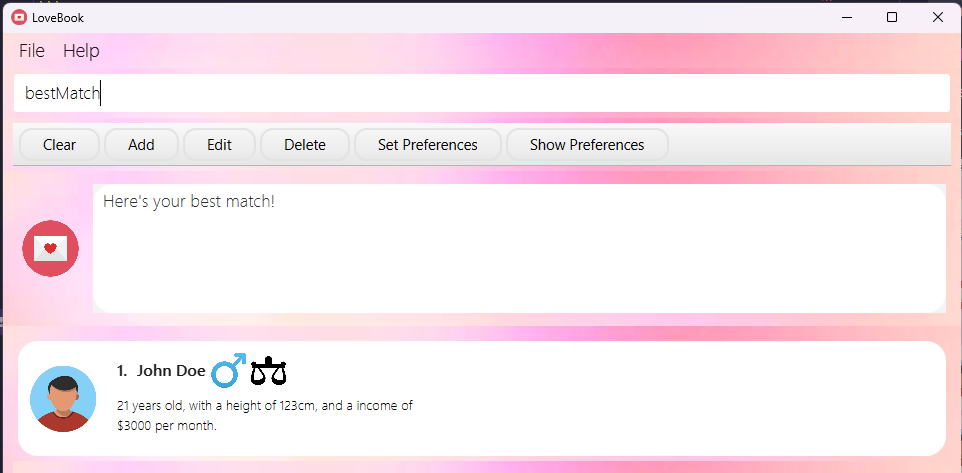 LoveBook
File Help
bestMatch
Clear Add Edit Delete Set Preferences Show Preferences
Here's your best match!
1. John Doe
21 years old, with a height of 123cm, and a income of
$3000 per month.